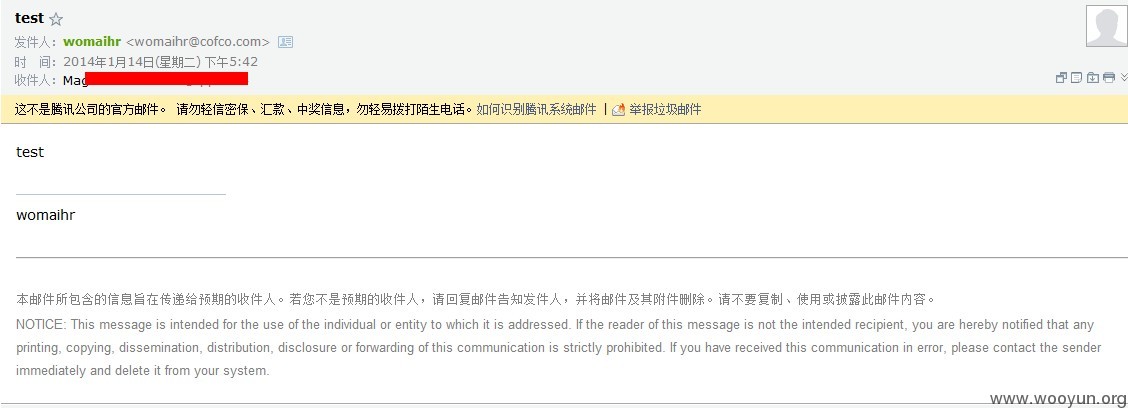 test
发件人：womaihr <womaihr@cofco.com>
时　间：2014年1月14日(星期二) 下午5:42
收件人：Mag
这不是腾讯公司的官方邮件。 请勿轻信密保、汇款、中奖信息，勿轻易拨打陌生电话。如何识别腾讯系统邮件 | 举报垃圾邮件
test
womaihr
本邮件所包含的信息旨在传递给预期的收件人。若您不是预期的收件人，请回复邮件告知发件人，并将邮件及其附件删除。请不要复制、使用或披露此邮件内容。
NOTICE: This message is intended for the use of the individual or entity to which it is addressed. If the reader of this message is not the intended recipient, you are hereby notified that any
printing, copying, dissemination, distribution, disclosure or forwarding of this communication is strictly prohibited. If you have received this communication in error, please contact the sender
immediately and delete it from your system.
www.wooyun.org